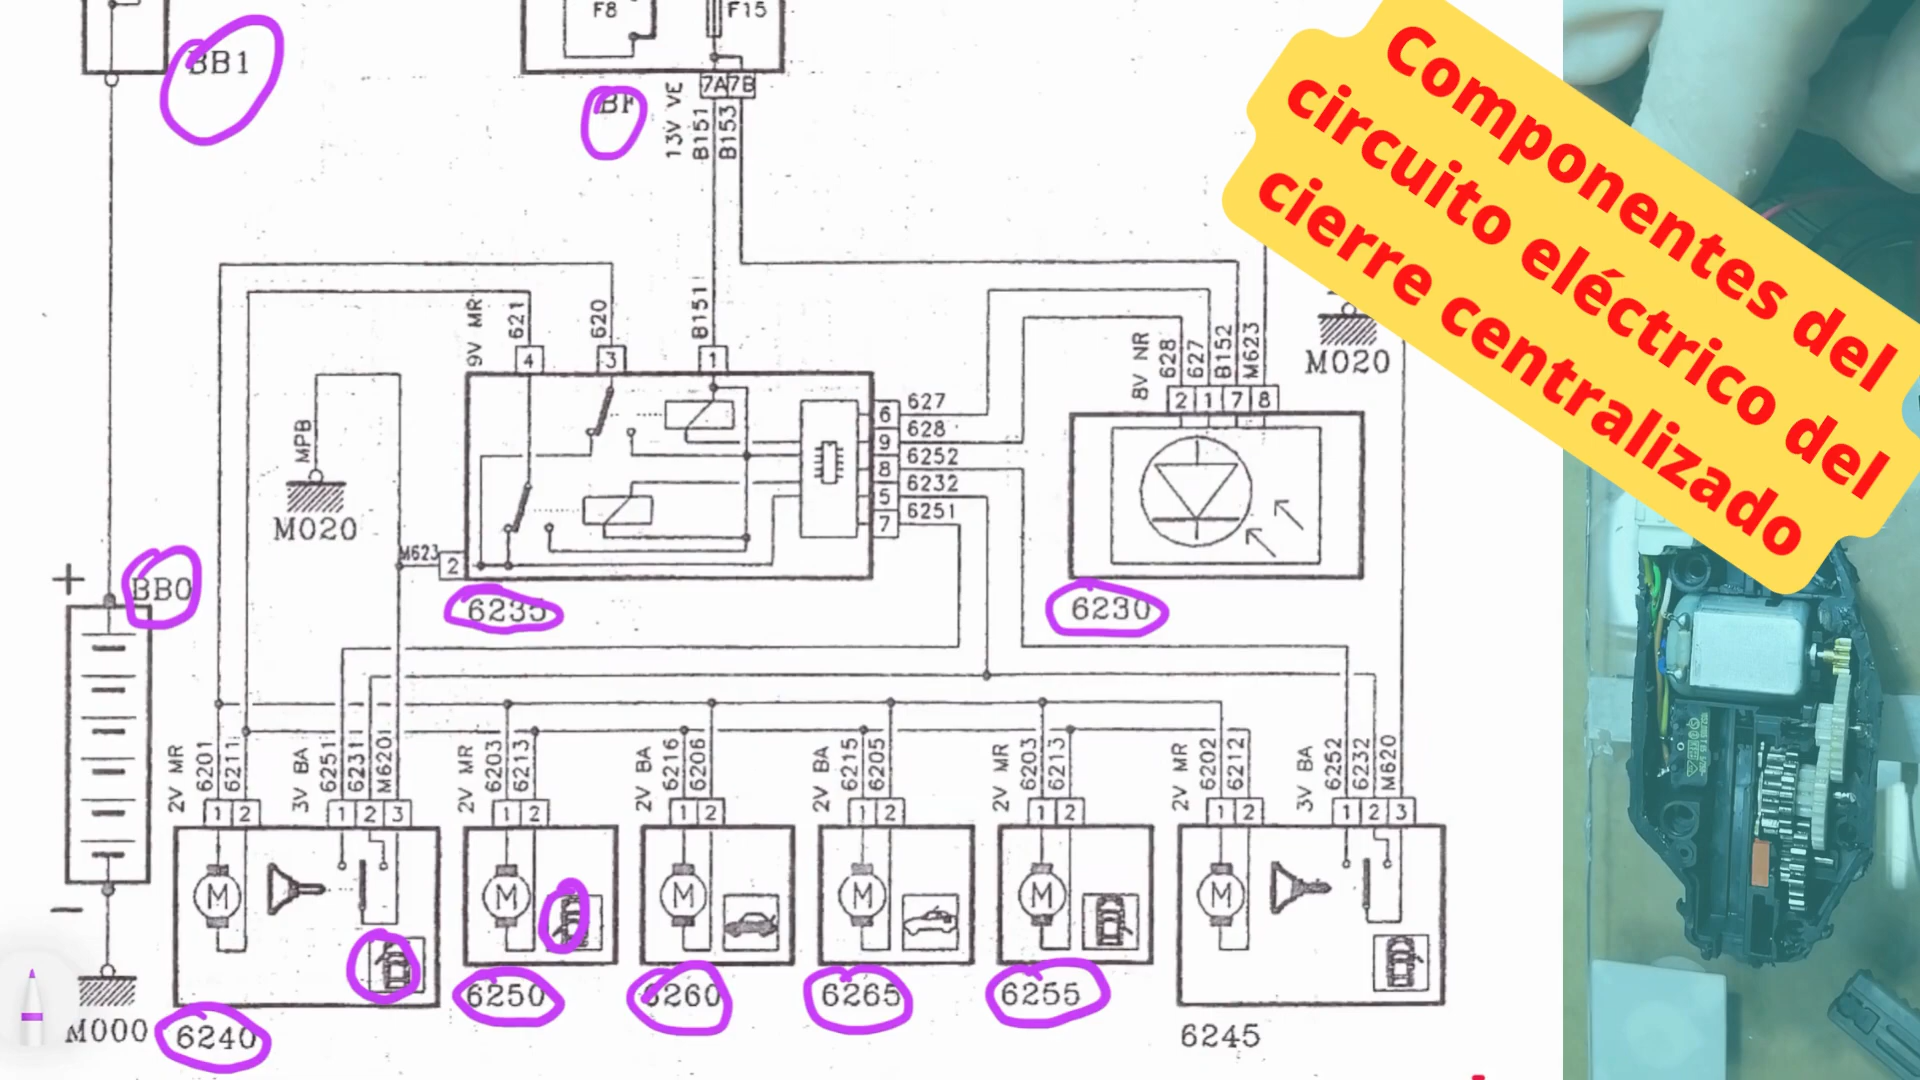 F8
F15
BB1
7A 7B
BF
13V VE
B151
B153
Componentes del
circuito eléctrico del
cierre centralizado
9V MR
621
620
B151
4
3
1
8V NR
628
627
B152
M623
2 1 7 8
M020
MPB
M020
6 627
9 628
8 6252
5 6232
7 6251
M623
2
+
BB0
6235
6230
2V MR
6201
6211
3V BA
6251
6231
M620
2V MR
6203
6213
2V BA
6216
6206
2V BA
6215
6205
2V MR
6203
6213
2V MR
6202
6212
3V BA
6252
6232
M620
1 2 1 2 3 1 2 1 2 1 2 1 2 1 2 1 2 3
M M M M M M
-
M000
6240
6250
6260
6265
6255
6245